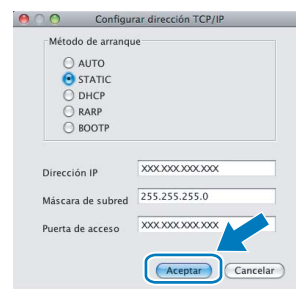 Configurar dirección TCP/IP
Método de arranque
AUTO
STATIC
DHCP
RARP
BOOTP
Dirección IP XXX.XXX.XXX.XXX
Máscara de subred 255.255.255.0
Puerta de acceso XXX.XXX.XXX.XXX
Aceptar Cancelar